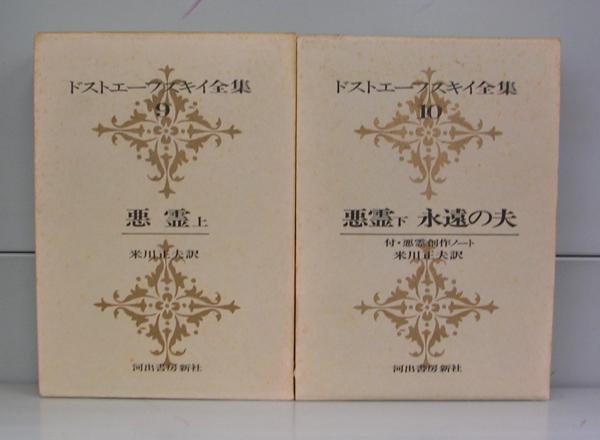 ドストエーフスキイ全集
9
悪霊上
米川正夫訳
河出書房新社
ドストエーフスキイ全集
10
悪霊下 永遠の夫
付・悪霊創作ノート
米川正夫訳
河出書房新社